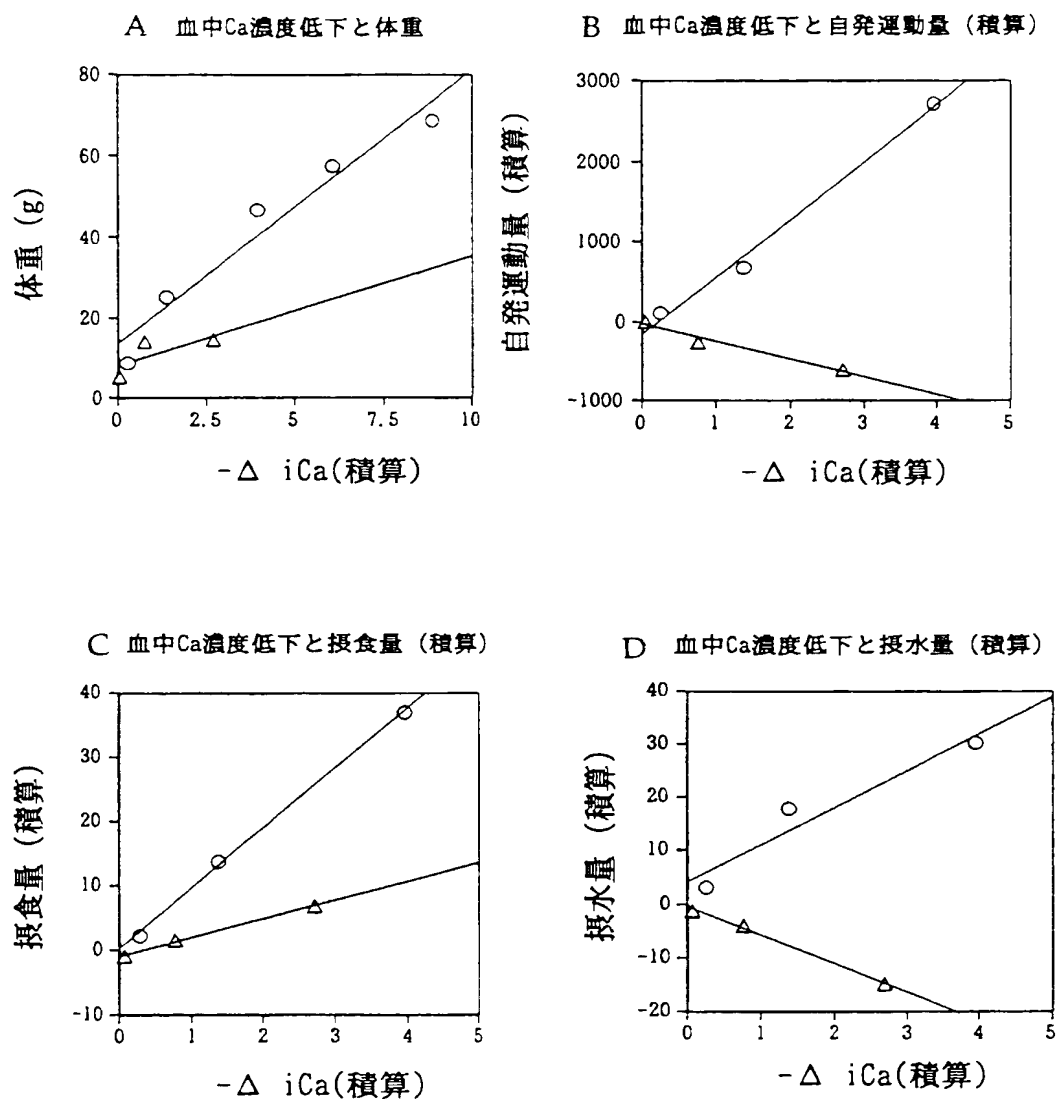 A 血中Ca濃度低下と体重
80
60
40
20
0
体重 (g)
0 2.5 5 7.5 10
-Δ iCa(積算)
B 血中Ca濃度低下と自発運動量 (積算)
3000
2000
1000
0
-1000
自発運動量 (積算)
0 1 2 3 4 5
-Δ iCa(積算)
C 血中Ca濃度低下と摂食量 (積算)
40
30
20
10
0
-10
摂食量 (積算)
0 1 2 3 4 5
-Δ iCa(積算)
D 血中Ca濃度低下と摂水量 (積算)
40
30
20
10
0
-10
-20
摂水量 (積算)
0 1 2 3 4 5
-Δ iCa(積算)